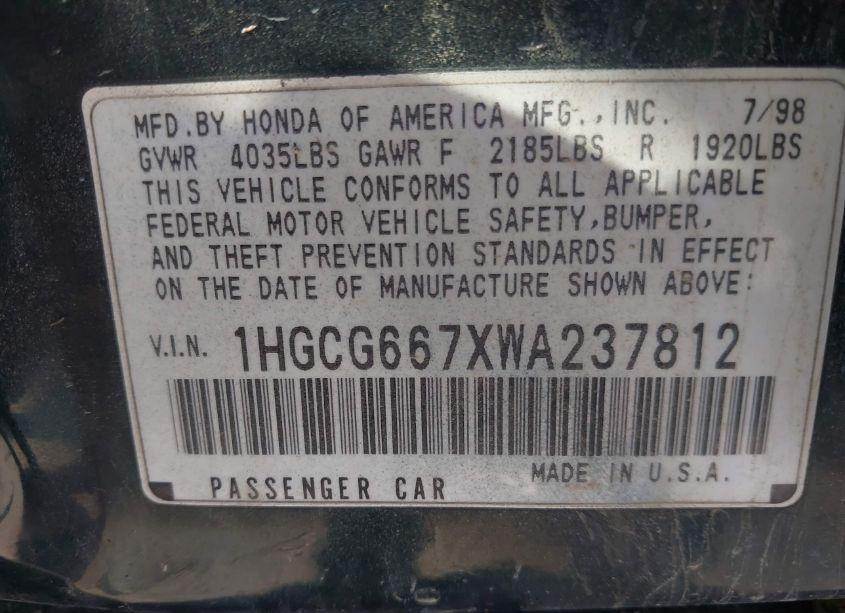 MFD.BY HONDA OF AMERICA MFG.,INC. 7/98
GVWR 4035LBS GAWR F 2185LBS R 1920LBS
THIS VEHICLE CONFORMS TO ALL APPLICABLE
FEDERAL MOTOR VEHICLE SAFETY,BUMPER,
AND THEFT PREVENTION STANDARDS IN EFFECT
ON THE DATE OF MANUFACTURE SHOWN ABOVE:
V.I.N. 1HGCG667XWA237812
PASSENGER CAR MADE IN U.S.A.